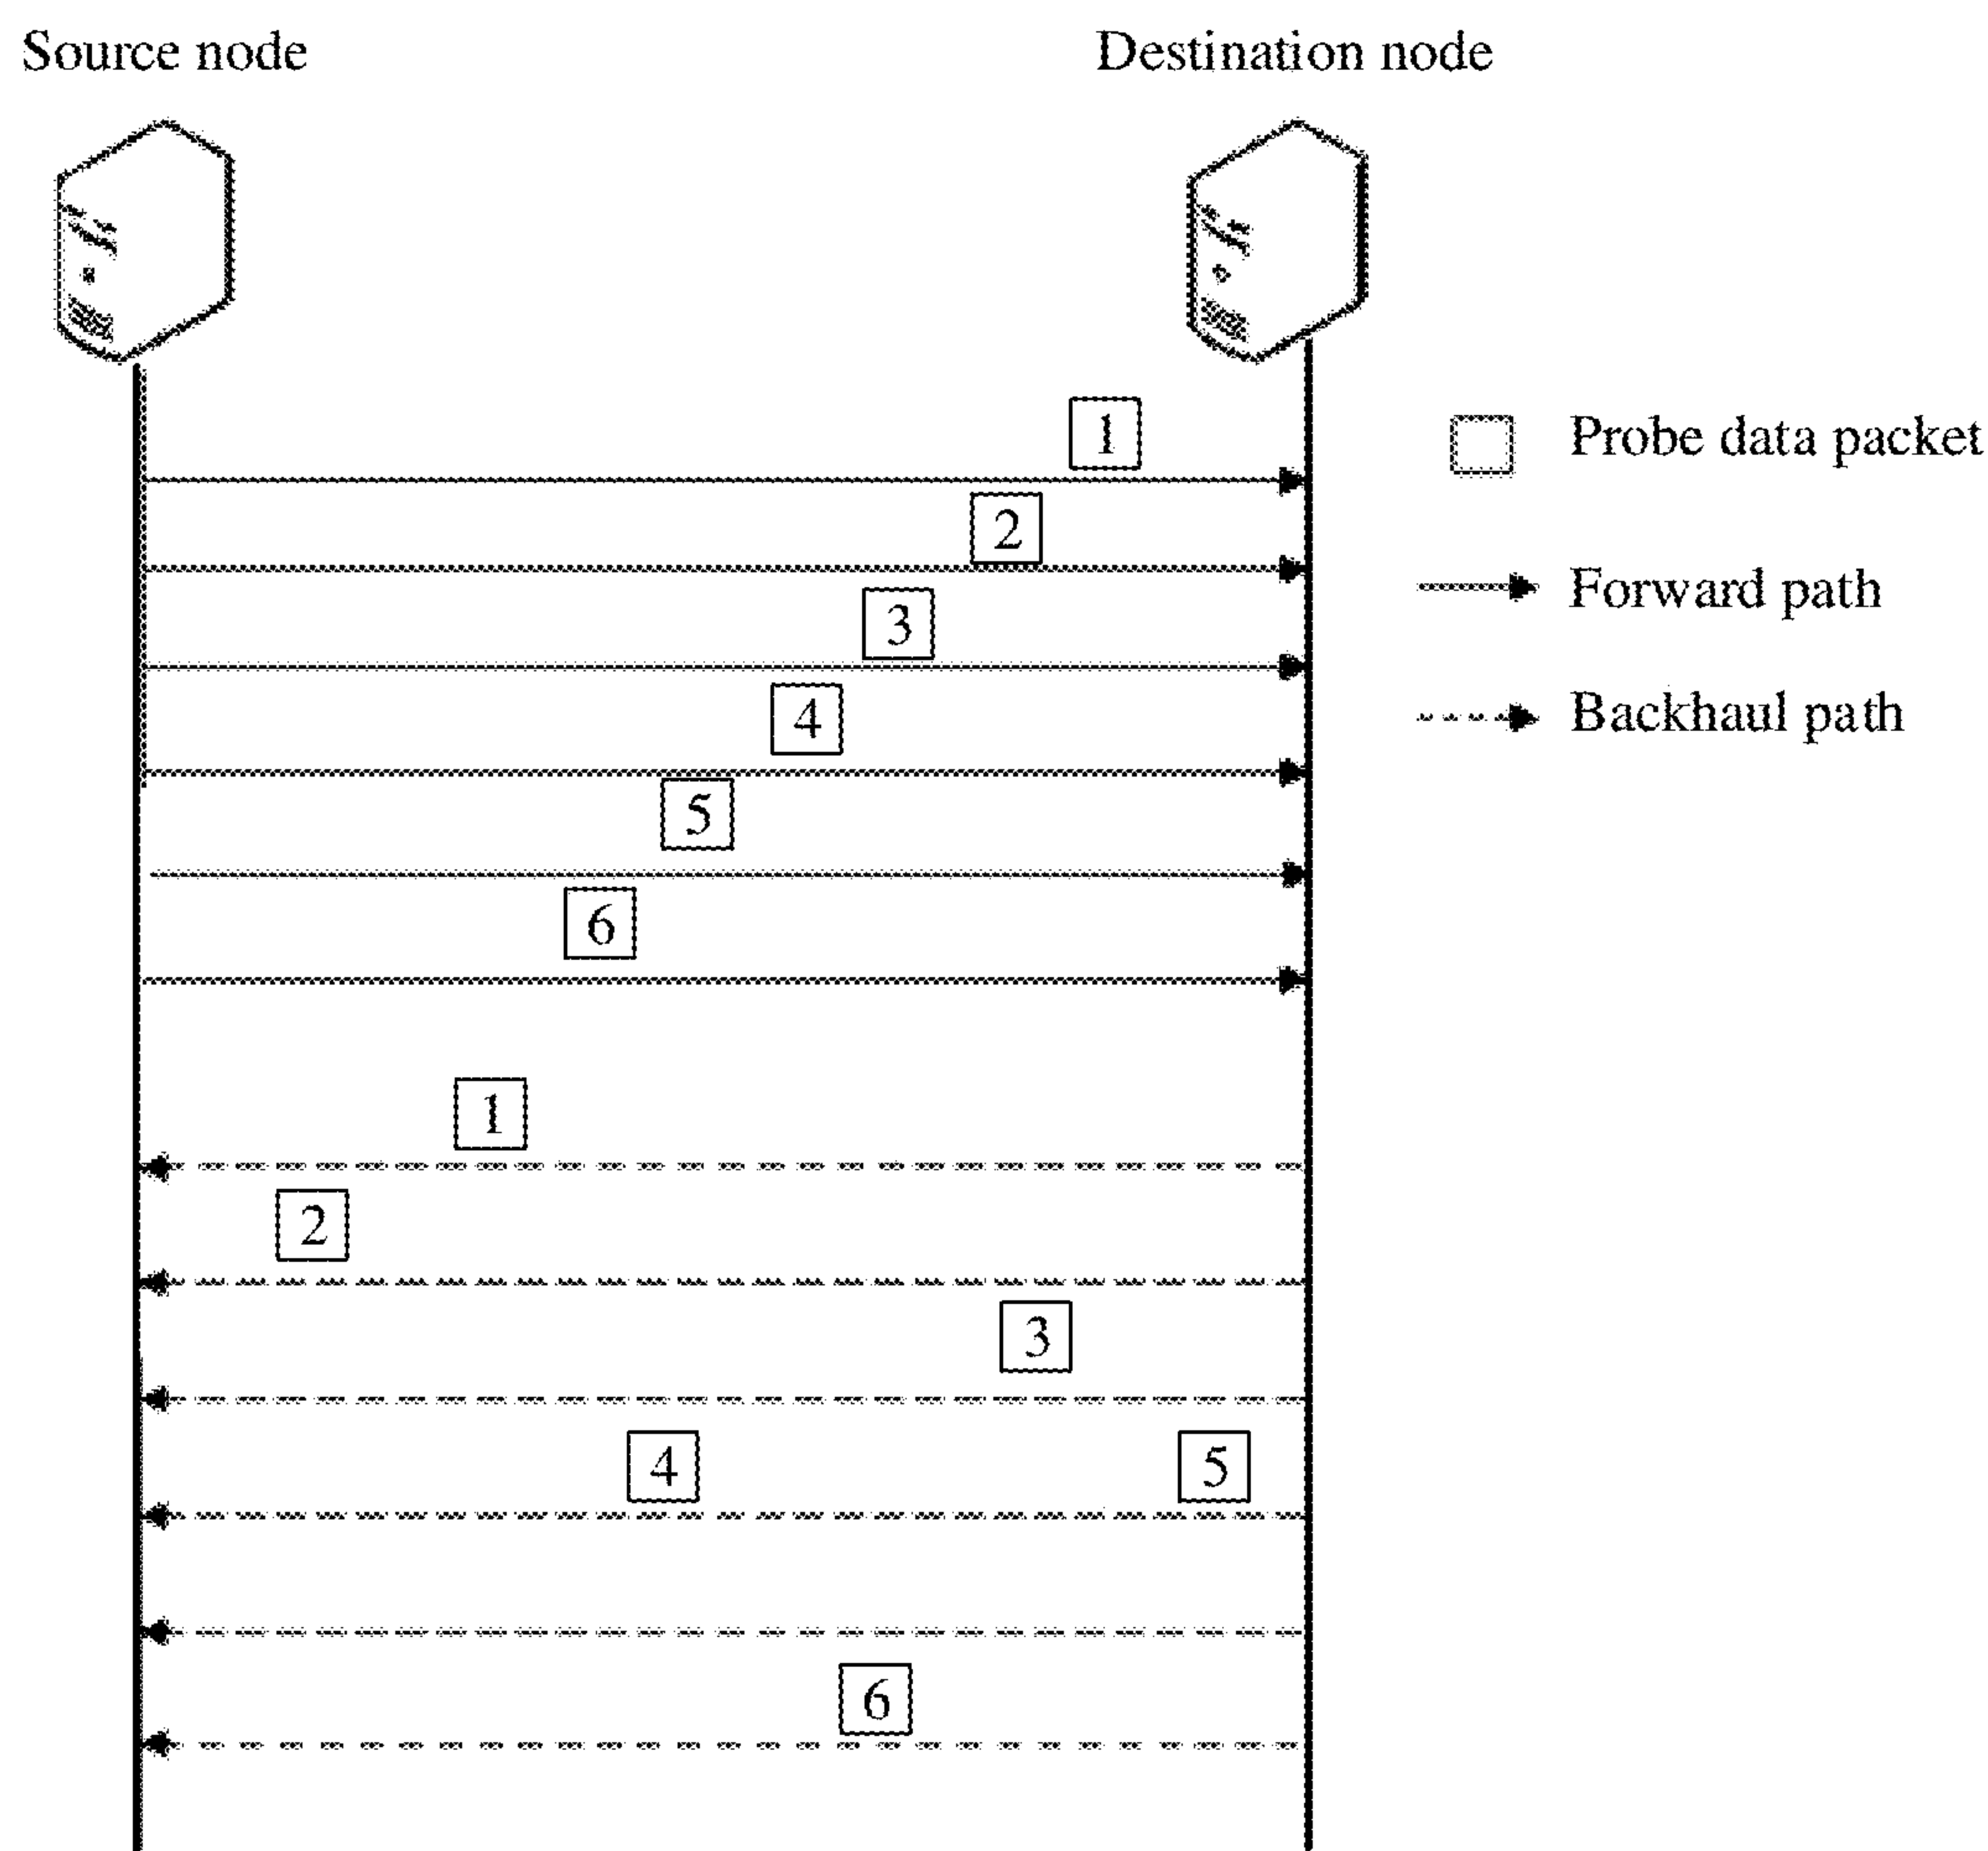 Source node
Destination node
1
Probe data packet
2
3
Forward path
4
Backhaul path
5
6
1
2
3
4 5
6